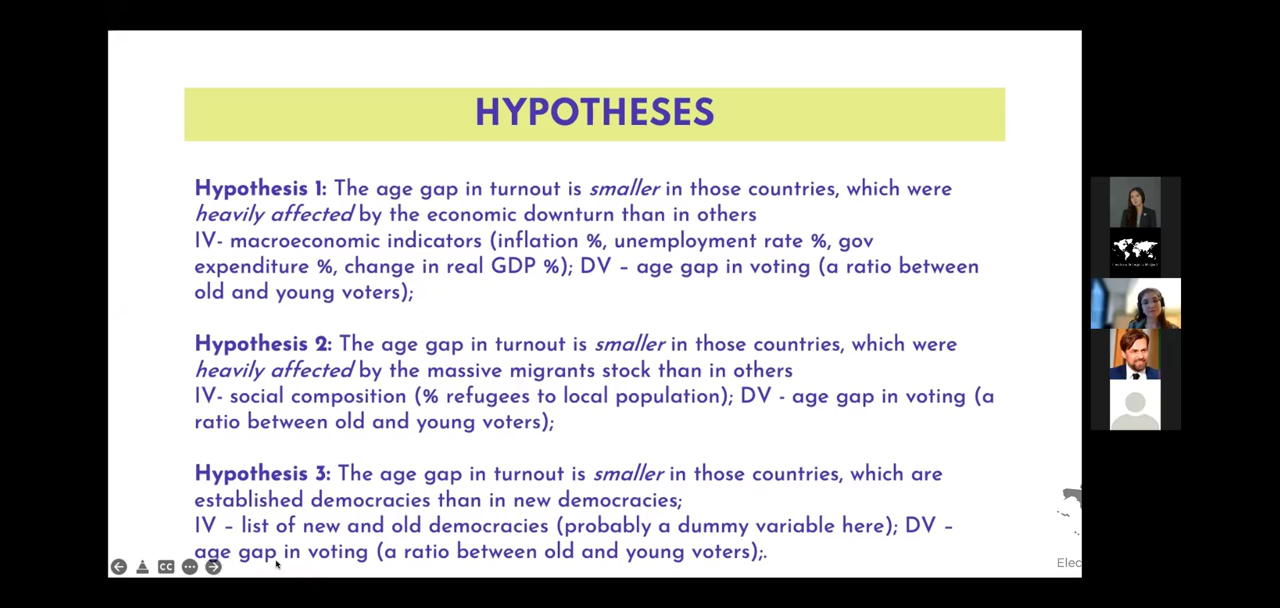 HYPOTHESES
Hypothesis 1: The age gap in turnout is smaller in those countries, which were
heavily affected by the economic downturn than in others
IV- macroeconomic indicators (inflation %, unemployment rate %, gov
expenditure %, change in real GDP %); DV – age gap in voting (a ratio between
old and young voters);
Hypothesis 2: The age gap in turnout is smaller in those countries, which were
heavily affected by the massive migrants stock than in others
IV- social composition (% refugees to local population); DV - age gap in voting (a
ratio between old and young voters);
Hypothesis 3: The age gap in turnout is smaller in those countries, which are
established democracies than in new democracies;
IV – list of new and old democracies (probably a dummy variable here); DV –
age gap in voting (a ratio between old and young voters);.
CC
Elec